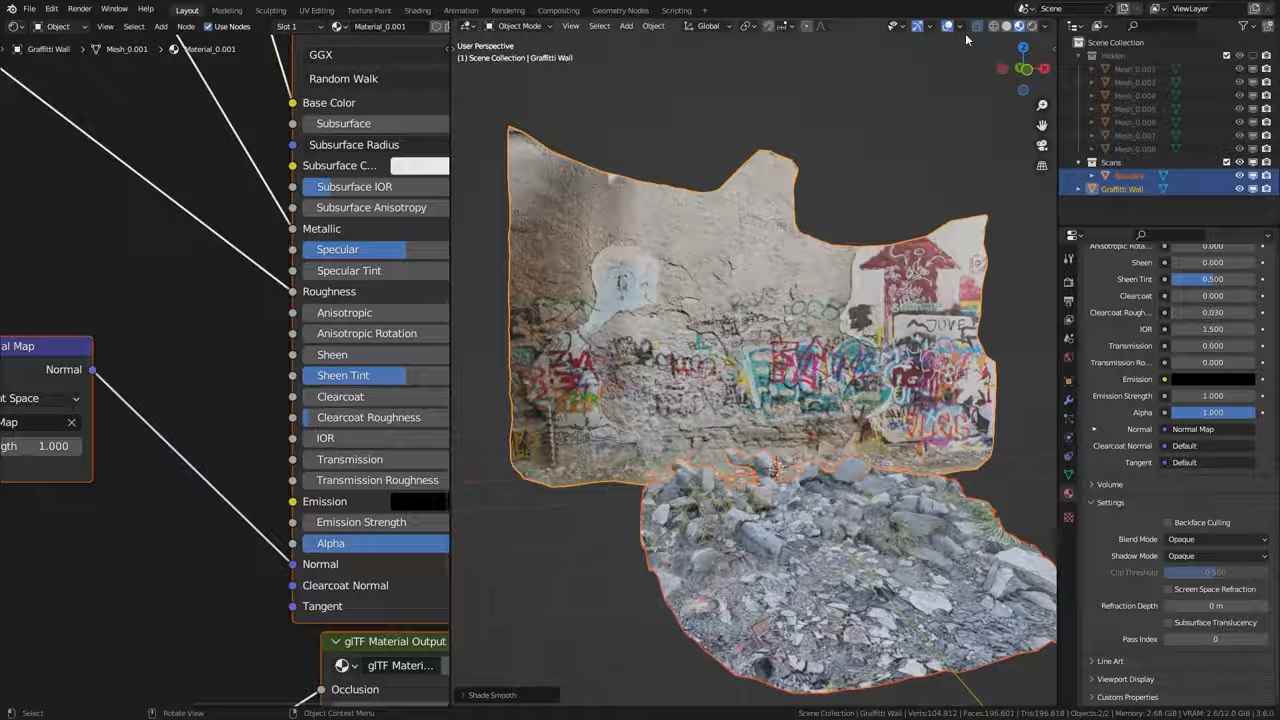 File Edit Render Window Help Layout Modeling Sculpting UV Editing Texture Paint Shading Animation Rendering Compositing Geometry Nodes Scripting + Scene ViewLayer
Object View Select Add Node Use Nodes Slot 1 Material_0.001 Object Mode View Select Add Object Global
Graffitti Wall > Mesh_0.001 > Material_0.001
User Perspective
(1) Scene Collection | Graffitti Wall
GGX
Random Walk
Base Color
Subsurface
Subsurface Radius
Subsurface C...
Subsurface IOR
Subsurface Anisotropy
Metallic
Specular
Specular Tint
Roughness
Anisotropic
Anisotropic Rotation
Sheen
Sheen Tint
Clearcoat
Clearcoat Roughness
IOR
Transmission
Transmission Roughness
Emission
Emission Strength
Alpha
Normal
Clearcoat Normal
Tangent
al Map
Normal
t Space
Map
gth 1.000
glTF Material Output
glTF Materi...
Occlusion
Z
X
JUVE
Shade Smooth
Scene Collection
Hidden
Mesh_0.007
Mesh_0.008
Scans
Graffitti Wall
Anisotropic Rota... 0.000
Sheen 0.000
Sheen Tint 0.500
Clearcoat 0.000
Clearcoat Rough... 0.030
IOR 1.500
Transmission 0.000
Transmission Ro... 0.000
Emission
Emission Strength 1.000
Alpha 1.000
Normal Normal Map
Clearcoat Normal Default
Tangent Default
Volume
Settings
Backface Culling
Blend Mode Opaque
Shadow Mode Opaque
Clip Threshold 0.500
Screen Space Refraction
Refraction Depth 0 m
Subsurface Translucency
Pass Index 0
Line Art
Viewport Display
Custom Properties
Select Rotate View Object Context Menu Scene Collection | Graffitti Wall | Verts:104,912 | Faces:196,601 | Tris:196,618 | Objects:2/2 | Memory: 2.68 GiB | VRAM: 2.6/12.0 GiB | 3.6.0